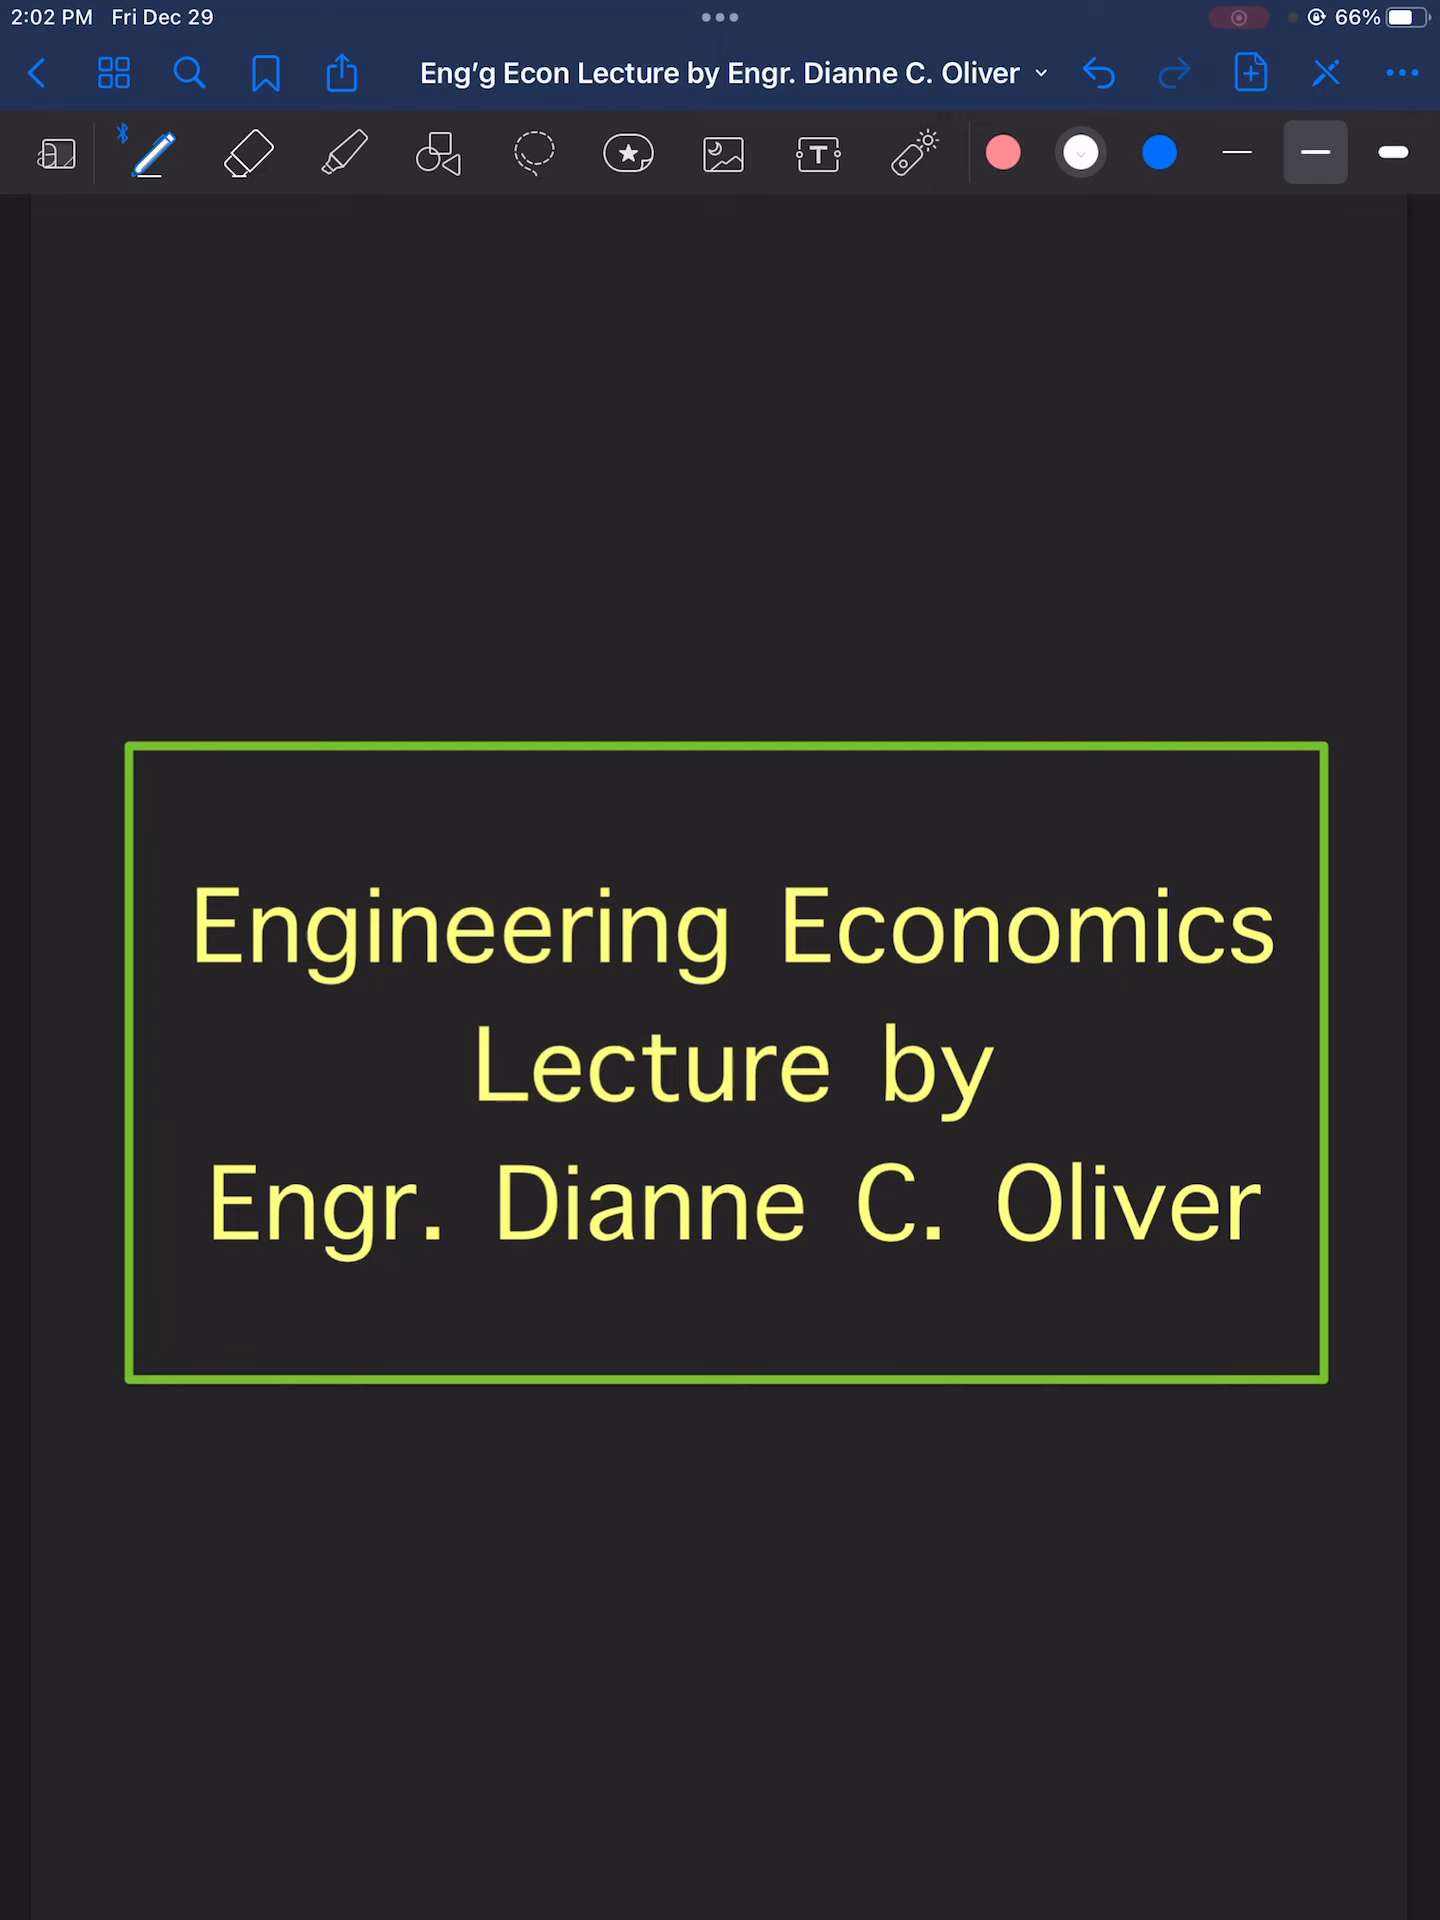 2:02 PM Fri Dec 29
66%
Eng’g Econ Lecture by Engr. Dianne C. Oliver
Engineering Economics
Lecture by
Engr. Dianne C. Oliver